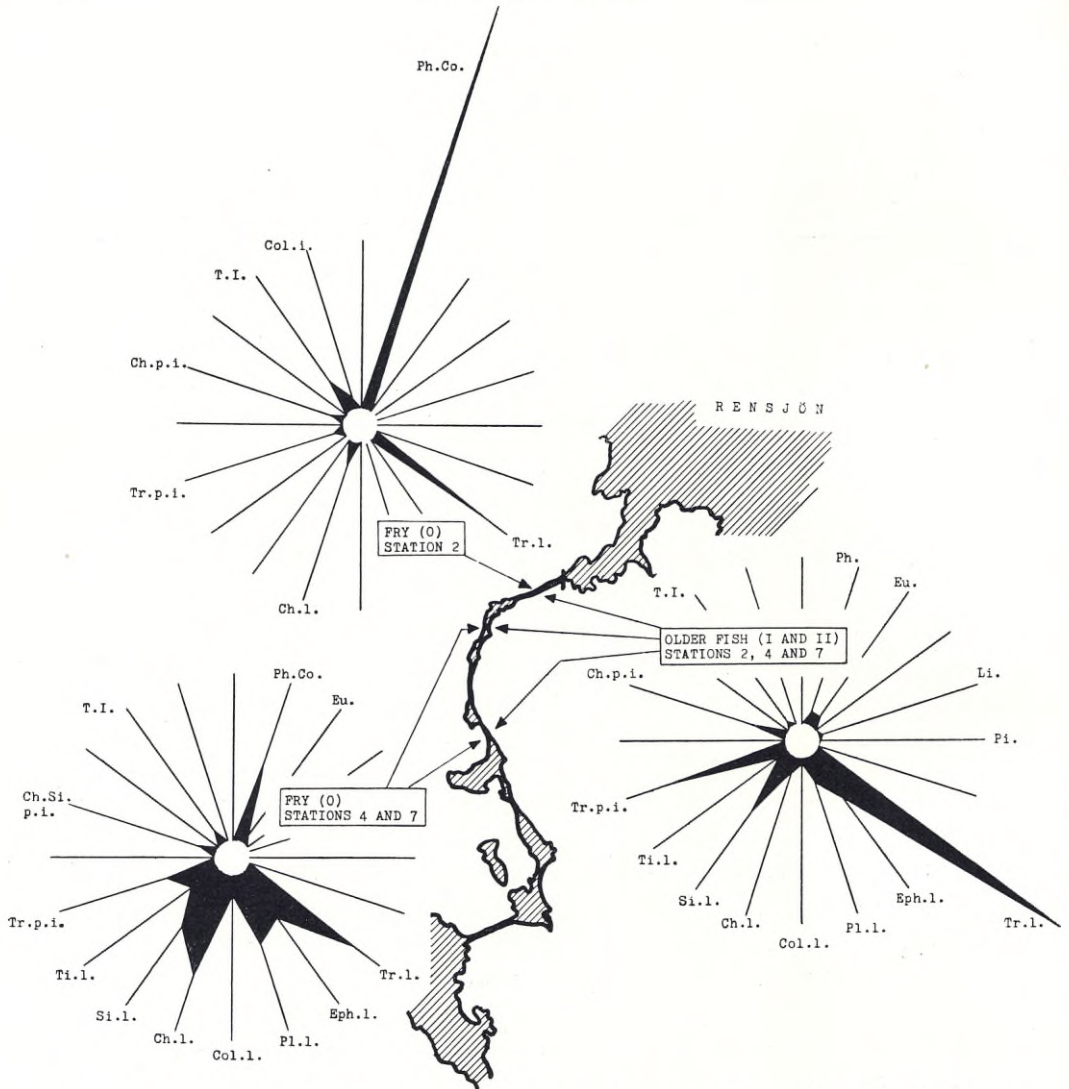 Ph.Co.
Col.i.
T.I.
Ch.p.i.
Tr.p.i.
Ch.l.
Tr.l.
FRY (0)
STATION 2
RENSJÖN
T.I.
Ph.
Eu.
OLDER FISH (I AND II)
STATIONS 2, 4 AND 7
Ch.p.i.
Li.
Pi.
Tr.p.i.
Ti.l.
Si.l.
Ch.l.
Col.l.
Pl.l.
Eph.l.
Tr.l.
Ph.Co.
Eu.
T.I.
Ch.Si.
p.i.
FRY (0)
STATIONS 4 AND 7
Tr.p.i.
Ti.l.
Si.l.
Ch.l.
Col.l.
Pl.l.
Eph.l.
Tr.l.